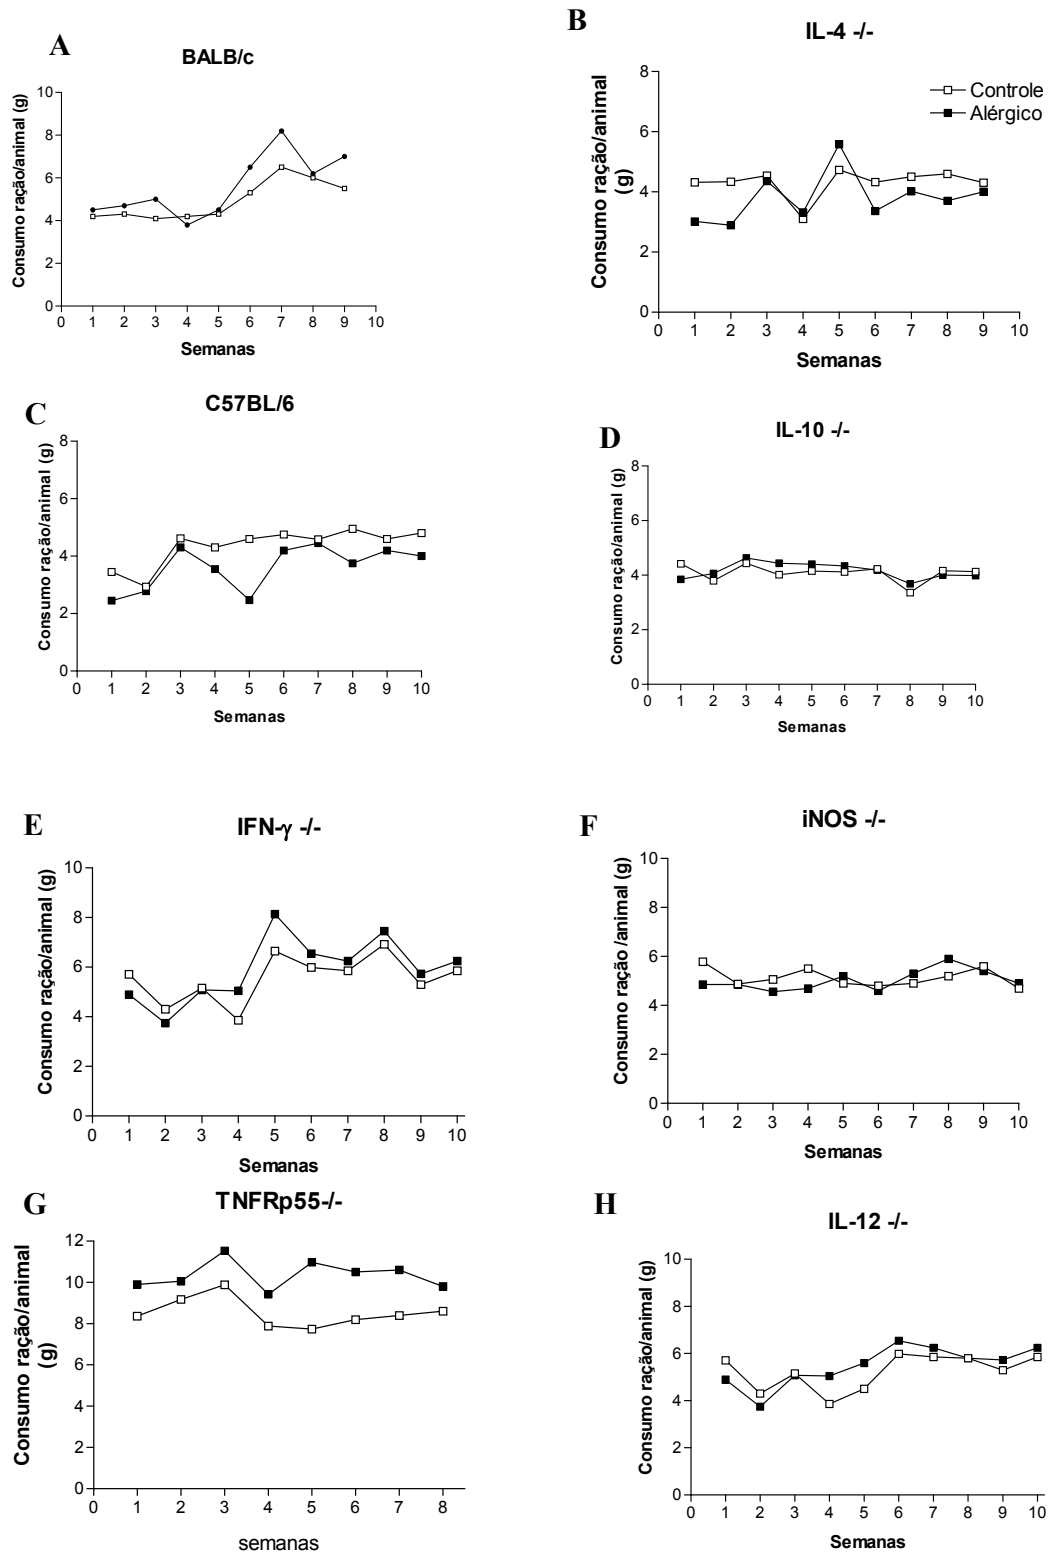 A
BALB/c
Consumo ração/animal (g)
10
8
6
4
2
0
0 1 2 3 4 5 6 7 8 9 10
Semanas
B
IL-4 -/-
Controle
Alérgico
Consumo ração/animal
(g)
8
6
4
2
0
0 1 2 3 4 5 6 7 8 9 10
Semanas
C
C57BL/6
Consumo ração/animal (g)
8
6
4
2
0
0 1 2 3 4 5 6 7 8 9 10
Semanas
D
IL-10 -/-
Consumo ração/animal (g)
8
6
4
2
0
0 1 2 3 4 5 6 7 8 9 10
Semanas
E
IFN-γ -/-
Consumo ração/animal (g)
10
8
6
4
2
0
0 1 2 3 4 5 6 7 8 9 10
Semanas
F
iNOS -/-
Consumo ração /animal (g)
10
8
6
4
2
0
0 1 2 3 4 5 6 7 8 9 10
Semanas
G
TNFRp55-/-
Consumo ração/animal
(g)
12
10
8
6
4
2
0
0 1 2 3 4 5 6 7 8
semanas
H
IL-12 -/-
Consumo ração/animal (g)
10
8
6
4
2
0
0 1 2 3 4 5 6 7 8 9 10
Semanas